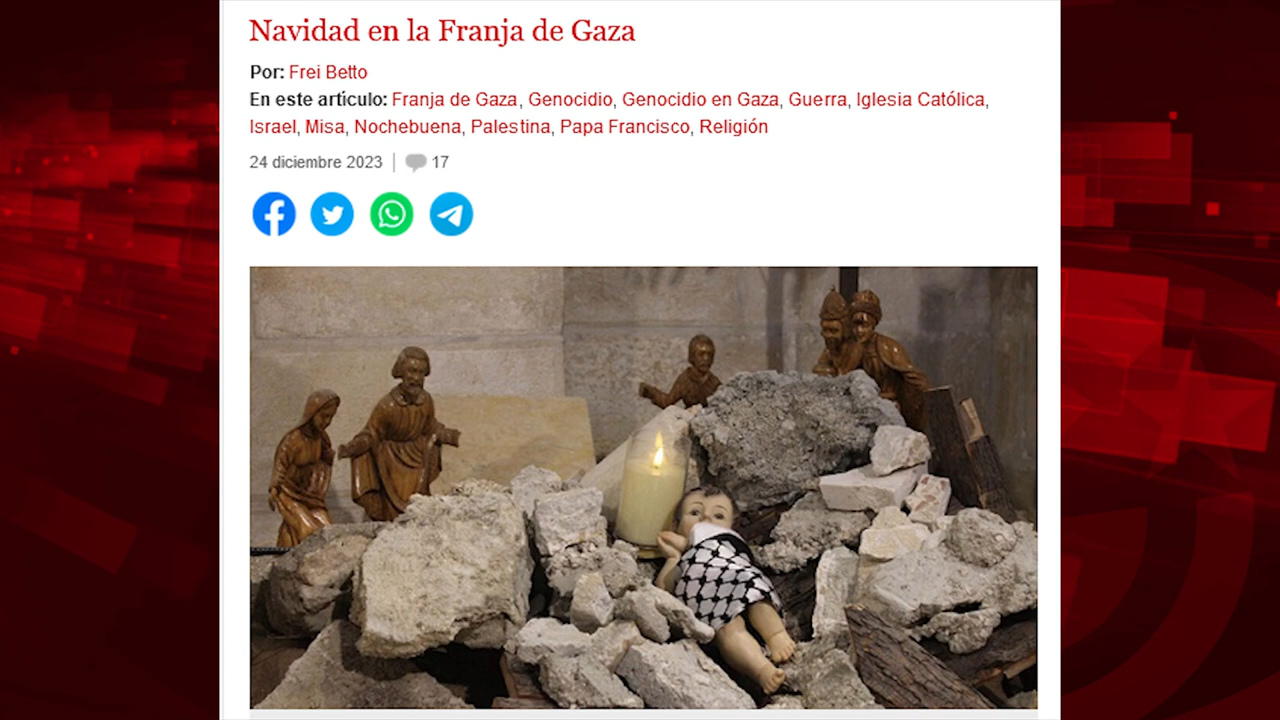 Navidad en la Franja de Gaza
Por: Frei Betto
En este artículo: Franja de Gaza, Genocidio, Genocidio en Gaza, Guerra, Iglesia Católica,
Israel, Misa, Nochebuena, Palestina, Papa Francisco, Religión
24 diciembre 2023 | 17